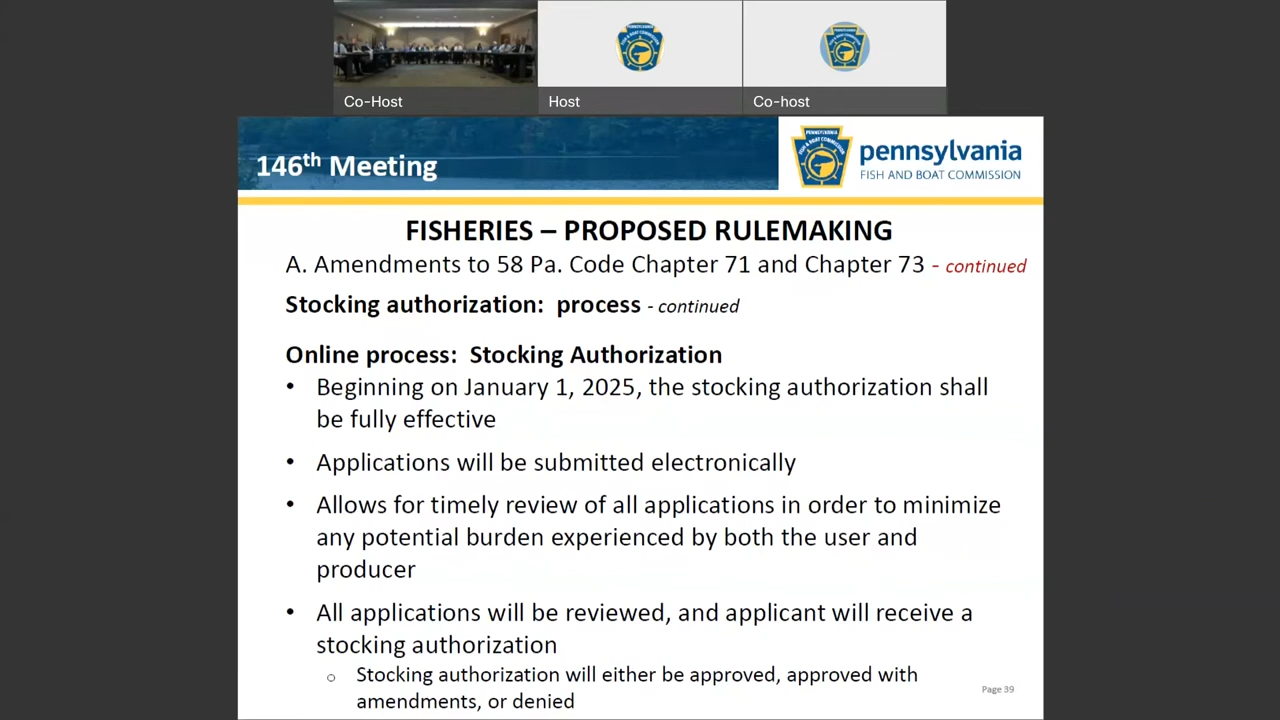 Co-Host
Host
Co-host
146th Meeting
pennsylvania
FISH AND BOAT COMMISSION
FISHERIES – PROPOSED RULEMAKING
A. Amendments to 58 Pa. Code Chapter 71 and Chapter 73 - continued
Stocking authorization: process - continued
Online process: Stocking Authorization
• Beginning on January 1, 2025, the stocking authorization shall
be fully effective
• Applications will be submitted electronically
• Allows for timely review of all applications in order to minimize
any potential burden experienced by both the user and
producer
• All applications will be reviewed, and applicant will receive a
stocking authorization
o Stocking authorization will either be approved, approved with
amendments, or denied
Page 39